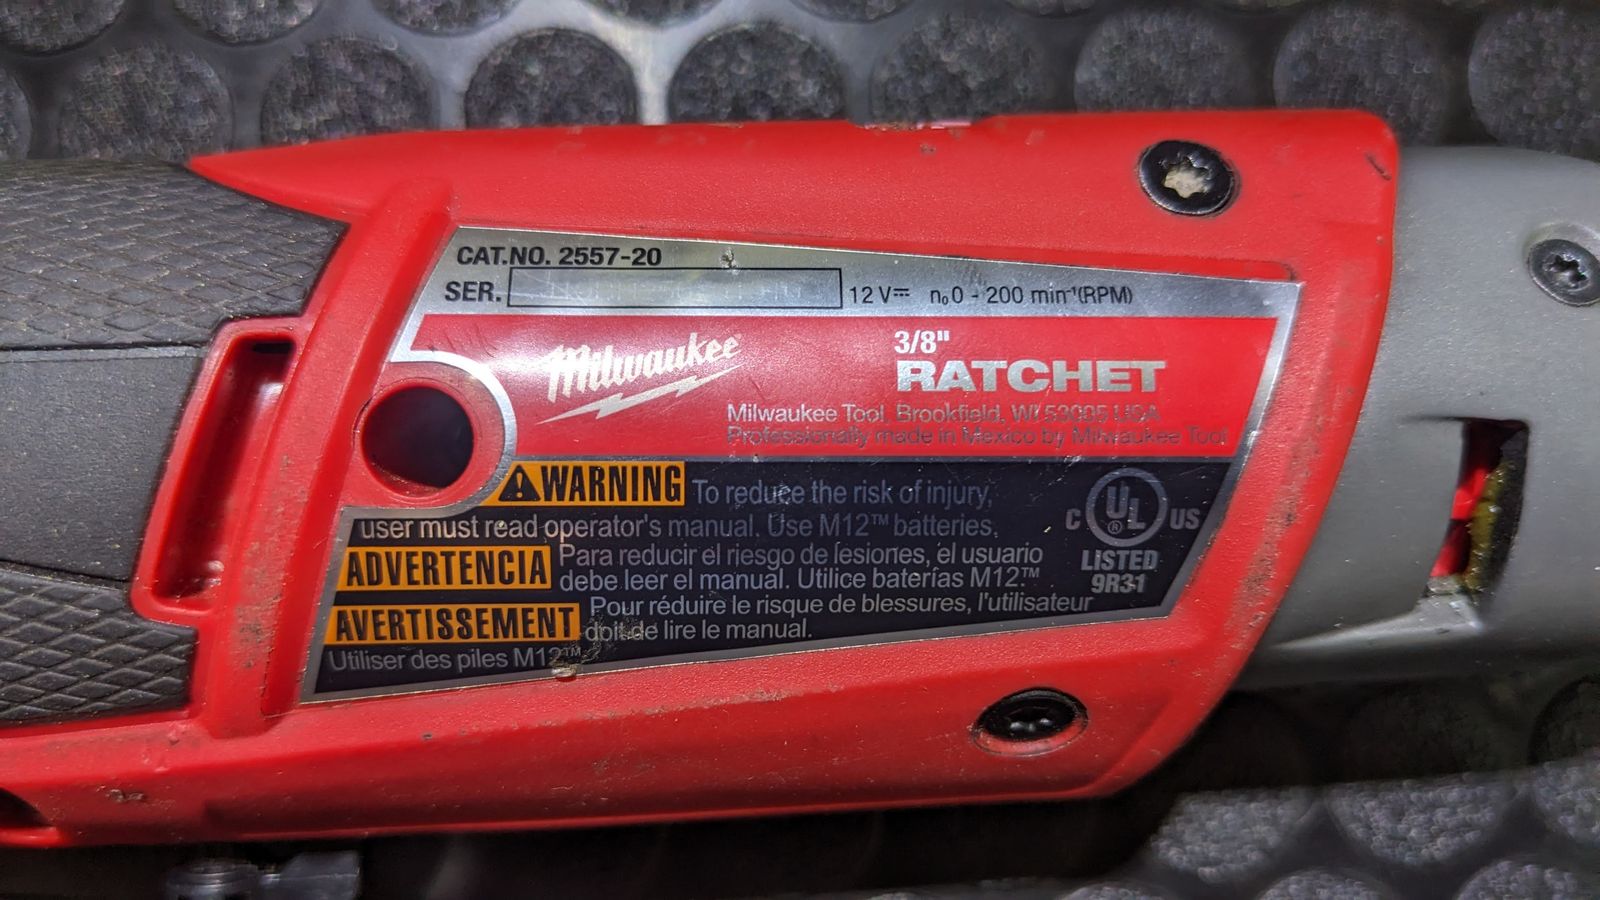 CAT.NO. 2557-20
SER.
12 V⎓ n₀0 - 200 min⁻¹(RPM)
Milwaukee
3/8"
RATCHET
Milwaukee Tool, Brookfield, WI 53005 USA
Professionally made in Mexico by Milwaukee Tool
⚠WARNING To reduce the risk of injury,
user must read operator's manual. Use M12™ batteries.
ADVERTENCIA Para reducir el riesgo de lesiones, el usuario
debe leer el manual. Utilice baterías M12™
AVERTISSEMENT Pour réduire le risque de blessures, l'utilisateur
doit de lire le manual.
Utiliser des piles M12™
C UL® US
LISTED
9R31